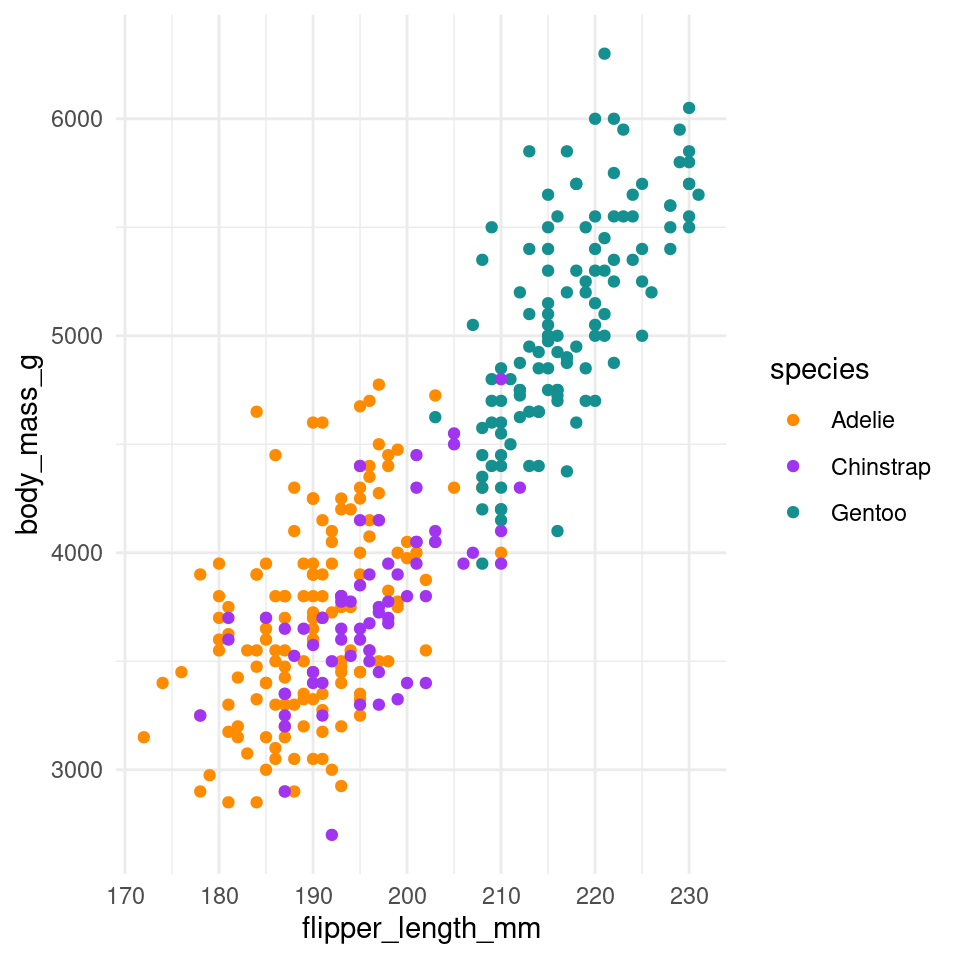 6000
5000
4000
3000
body_mass_g
170 180 190 200 210 220 230
flipper_length_mm
species
Adelie
Chinstrap
Gentoo